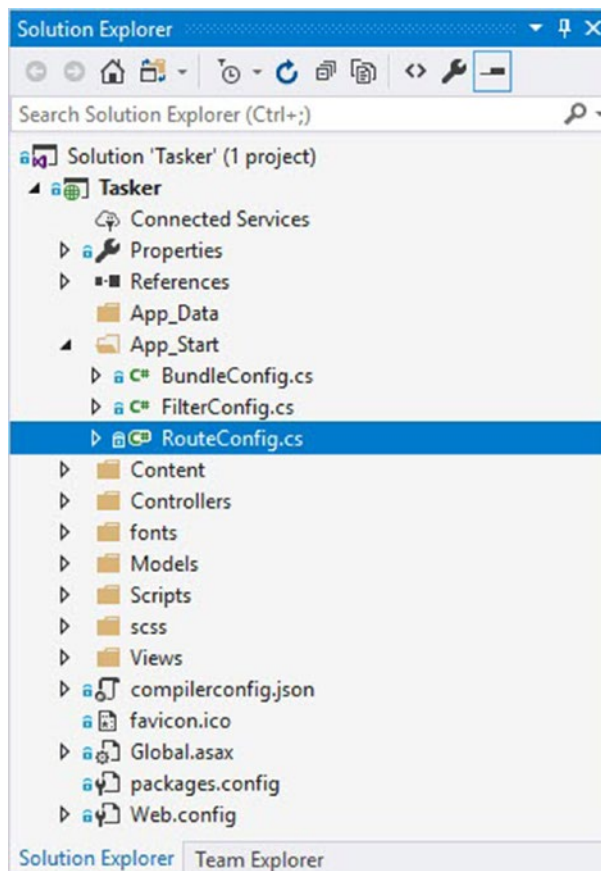 Solution Explorer
Search Solution Explorer (Ctrl+;)
Solution 'Tasker' (1 project)
Tasker
Connected Services
Properties
References
App_Data
App_Start
C# BundleConfig.cs
C# FilterConfig.cs
C# RouteConfig.cs
Content
Controllers
fonts
Models
Scripts
scss
Views
compilerconfig.json
favicon.ico
Global.asax
packages.config
Web.config
Solution Explorer Team Explorer